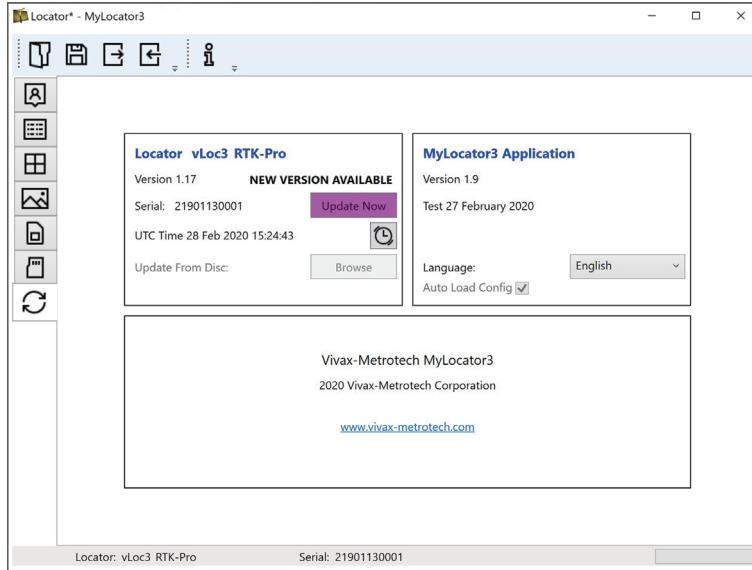 Locator* - MyLocator3
Locator vLoc3 RTK-Pro
Version 1.17 NEW VERSION AVAILABLE
Serial: 21901130001 Update Now
UTC Time 28 Feb 2020 15:24:43
Update From Disc: Browse
MyLocator3 Application
Version 1.9
Test 27 February 2020
Language: English
Auto Load Config
Vivax-Metrotech MyLocator3
2020 Vivax-Metrotech Corporation
www.vivax-metrotech.com
Locator: vLoc3 RTK-Pro Serial: 21901130001